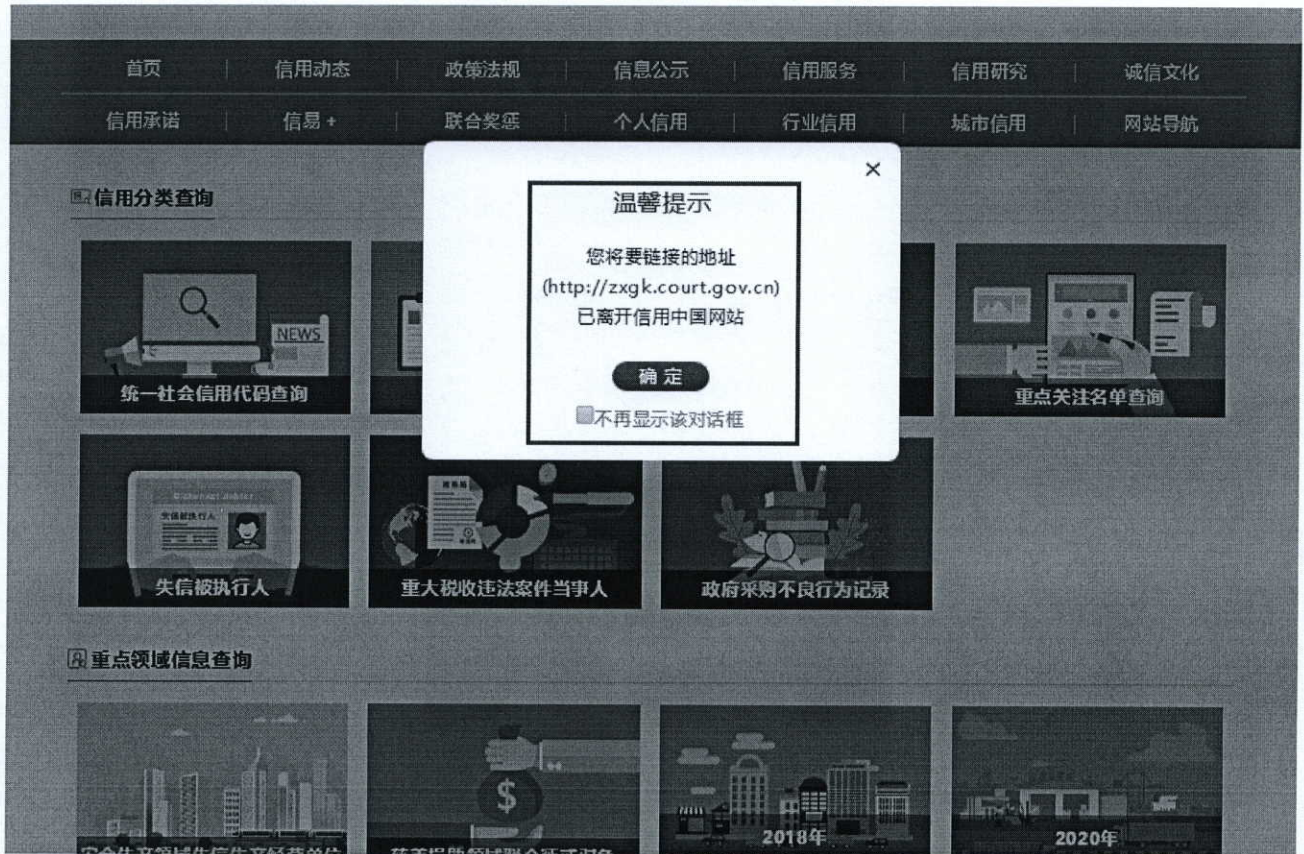 首页 信用动态 政策法规 信息公示 信用服务 信用研究 诚信文化
信用承诺 信易+ 联合奖惩 个人信用 行业信用 城市信用 网站导航
信用分类查询
温馨提示
您将要链接的地址
(http://zxgk.court.gov.cn)
已离开信用中国网站
确定
不再显示该对话框
NEWS
统一社会信用代码查询
重点关注名单查询
失信被执行人
失信被执行人
重大税收违法案件当事人
政府采购不良行为记录
重点领域信息查询
$
2018年
2020年